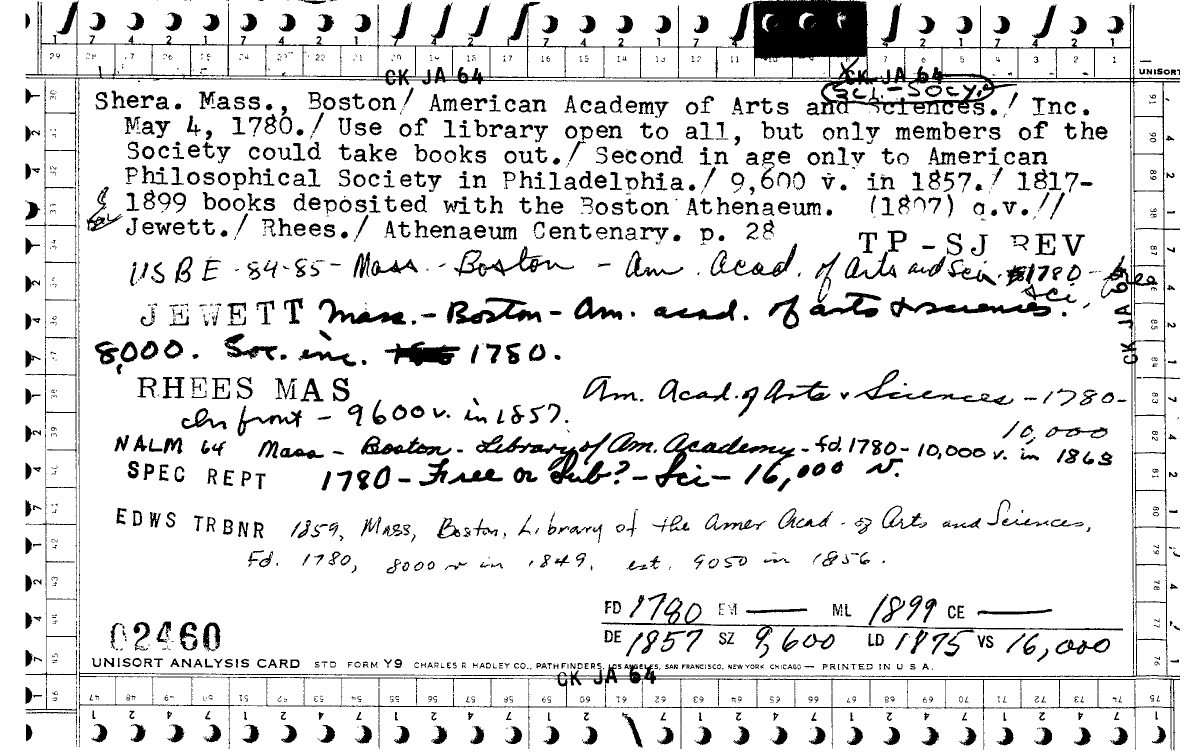 CK JA 64
CK JA 64
UNISORT
SCI.-SOCY.
Shera. Mass., Boston/ American Academy of Arts and Sciences./ Inc.
May 4, 1780./ Use of library open to all, but only members of the
Society could take books out./ Second in age only to American
Philosophical Society in Philadelphia./ 9,600 v. in 1857./ 1817-
1899 books deposited with the Boston Athenaeum. (1807) q.v.//
Jewett./ Rhees./ Athenaeum Centenary. p. 28
TP-SJ REV
USBE-84-85-Mass.-Boston - Am. Acad. of Arts and Sci. 1780-
Sci,
JEWETT Mass.-Boston-Am. acad. of arts & sciences.
8,000. Soc. inc. 1780.
CK JA 64
RHEES MAS Am. Acad. of Arts & Sciences -1780-
on front - 9600 v. in 1857.
10,000
NALM 64 Mass-Boston-Library of Am. Academy-fd. 1780-10,000 v. in 1863
SPEC REPT 1780-Free or Sub?-Sci-16,000 v.
EDWS TRBNR 1859, Mass, Boston, Library of the Amer Acad. of Arts and Sciences,
Fd. 1780, 8000 v in 1849. est. 9050 in 1856.
FD 1780 EM — ML 1899 CE —
02460
DE 1857 SZ 9,600 LD 1875 VS 16,000
UNISORT ANALYSIS CARD STD FORM Y9 CHARLES R HADLEY CO., PATHFINDERS, LOS ANGELES, SAN FRANCISCO, NEW YORK CHICAGO — PRINTED IN U S A.
CK JA 64